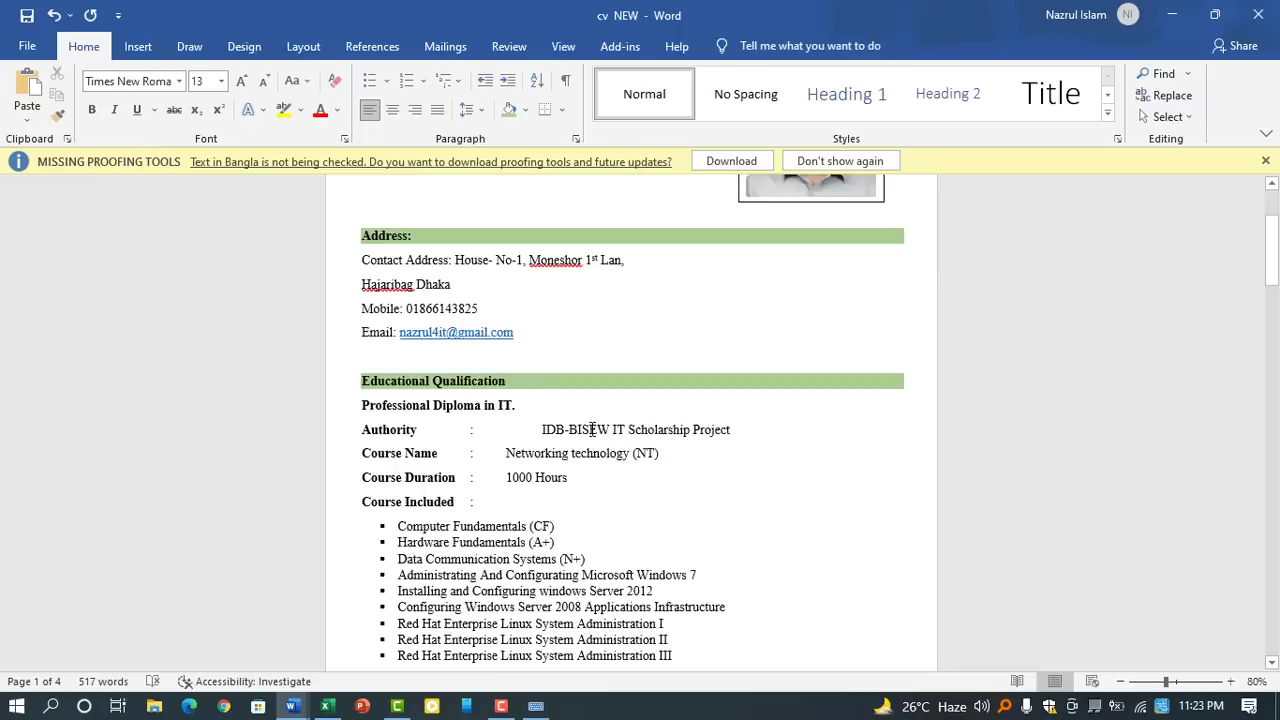 cv NEW - Word
Nazrul Islam NI
File Home Insert Draw Design Layout References Mailings Review View Add-ins Help Tell me what you want to do Share
Times New Roma 13 Aa Find
Paste B I U abc x₂ x² A A Normal No Spacing Heading 1 Heading 2 Title Replace
Select
Clipboard Font Paragraph Styles Editing
MISSING PROOFING TOOLS Text in Bangla is not being checked. Do you want to download proofing tools and future updates? Download Don't show again
Address:
Contact Address: House- No-1, Moneshor 1st Lan,
Hajaribag Dhaka
Mobile: 01866143825
Email: nazrul4it@gmail.com
Educational Qualification
Professional Diploma in IT.
Authority : IDB-BISEW IT Scholarship Project
Course Name : Networking technology (NT)
Course Duration : 1000 Hours
Course Included :
▪ Computer Fundamentals (CF)
▪ Hardware Fundamentals (A+)
▪ Data Communication Systems (N+)
▪ Administrating And Configurating Microsoft Windows 7
▪ Installing and Configuring windows Server 2012
▪ Configuring Windows Server 2008 Applications Infrastructure
▪ Red Hat Enterprise Linux System Administration I
▪ Red Hat Enterprise Linux System Administration II
▪ Red Hat Enterprise Linux System Administration III
Page 1 of 4 517 words Accessibility: Investigate 80%
26°C Haze 11:23 PM